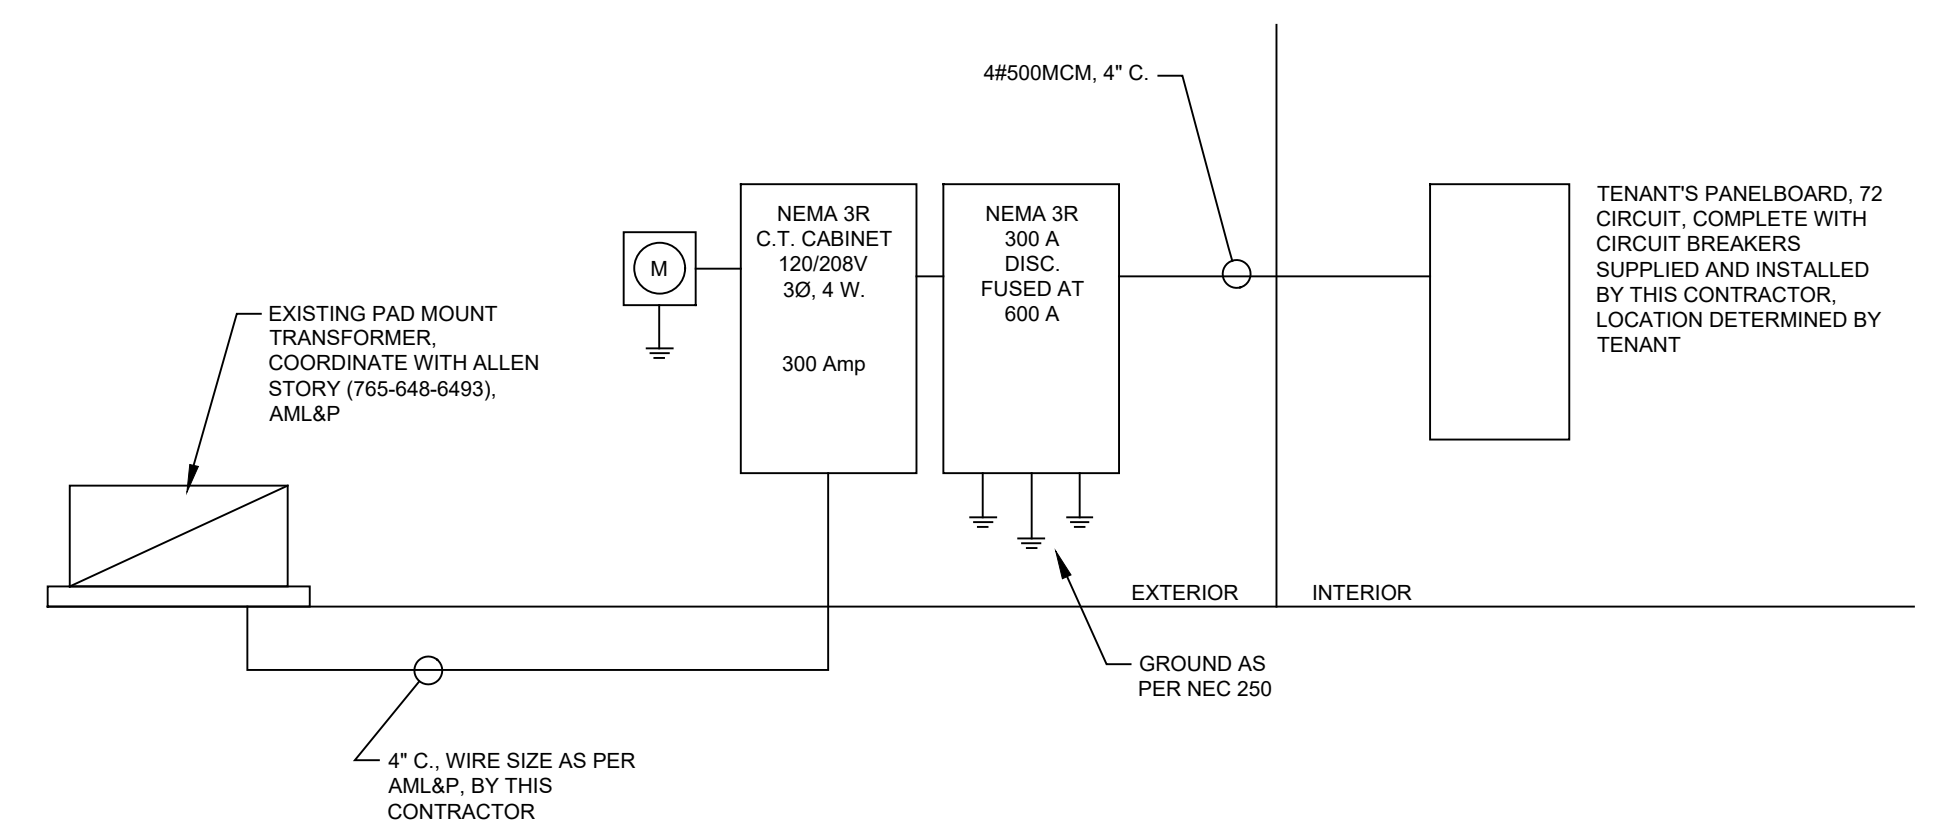 4#500MCM, 4" C.
NEMA 3R
C.T. CABINET
120/208V
3Ø, 4 W.
300 Amp
NEMA 3R
300 A
DISC.
FUSED AT
600 A
TENANT'S PANELBOARD, 72
CIRCUIT, COMPLETE WITH
CIRCUIT BREAKERS
SUPPLIED AND INSTALLED
BY THIS CONTRACTOR,
LOCATION DETERMINED BY
TENANT
M
EXISTING PAD MOUNT
TRANSFORMER,
COORDINATE WITH ALLEN
STORY (765-648-6493),
AML&P
EXTERIOR
INTERIOR
GROUND AS
PER NEC 250
4" C., WIRE SIZE AS PER
AML&P, BY THIS
CONTRACTOR